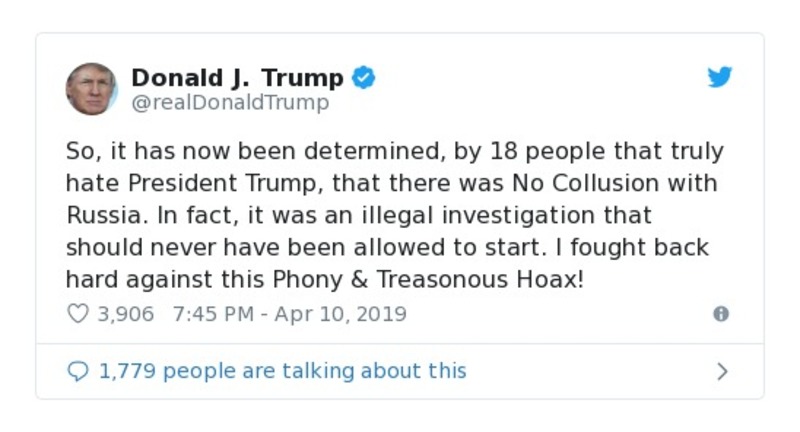 Donald J. Trump
@realDonaldTrump
So, it has now been determined, by 18 people that truly
hate President Trump, that there was No Collusion with
Russia. In fact, it was an illegal investigation that
should never have been allowed to start. I fought back
hard against this Phony & Treasonous Hoax!
3,906 7:45 PM - Apr 10, 2019
1,779 people are talking about this